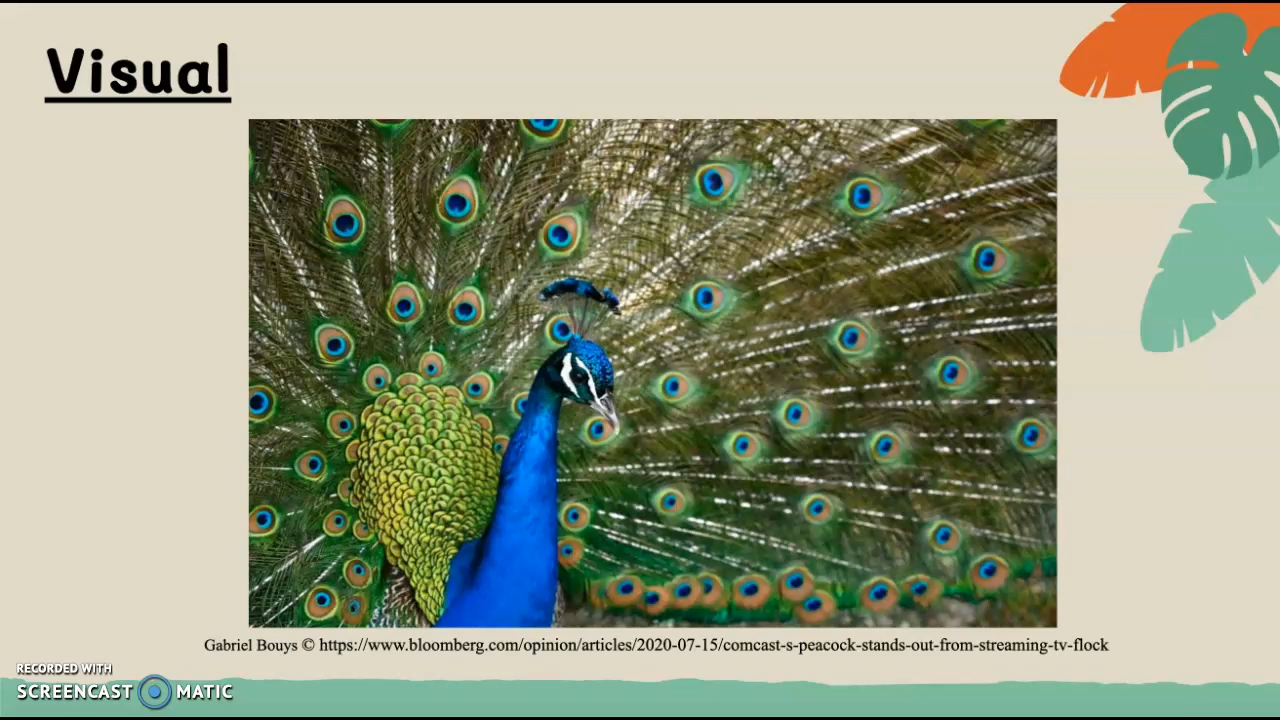 Visual
Gabriel Bouys © https://www.bloomberg.com/opinion/articles/2020-07-15/comcast-s-peacock-stands-out-from-streaming-tv-flock
RECORDED WITH
SCREENCAST MATIC